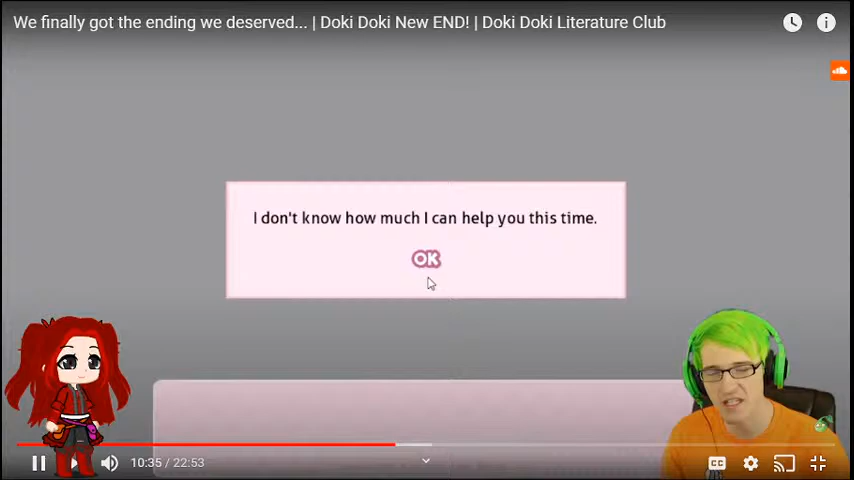 We finally got the ending we deserved... | Doki Doki New END! | Doki Doki Literature Club
I don't know how much I can help you this time.
OK
10:35 / 22:53
CC